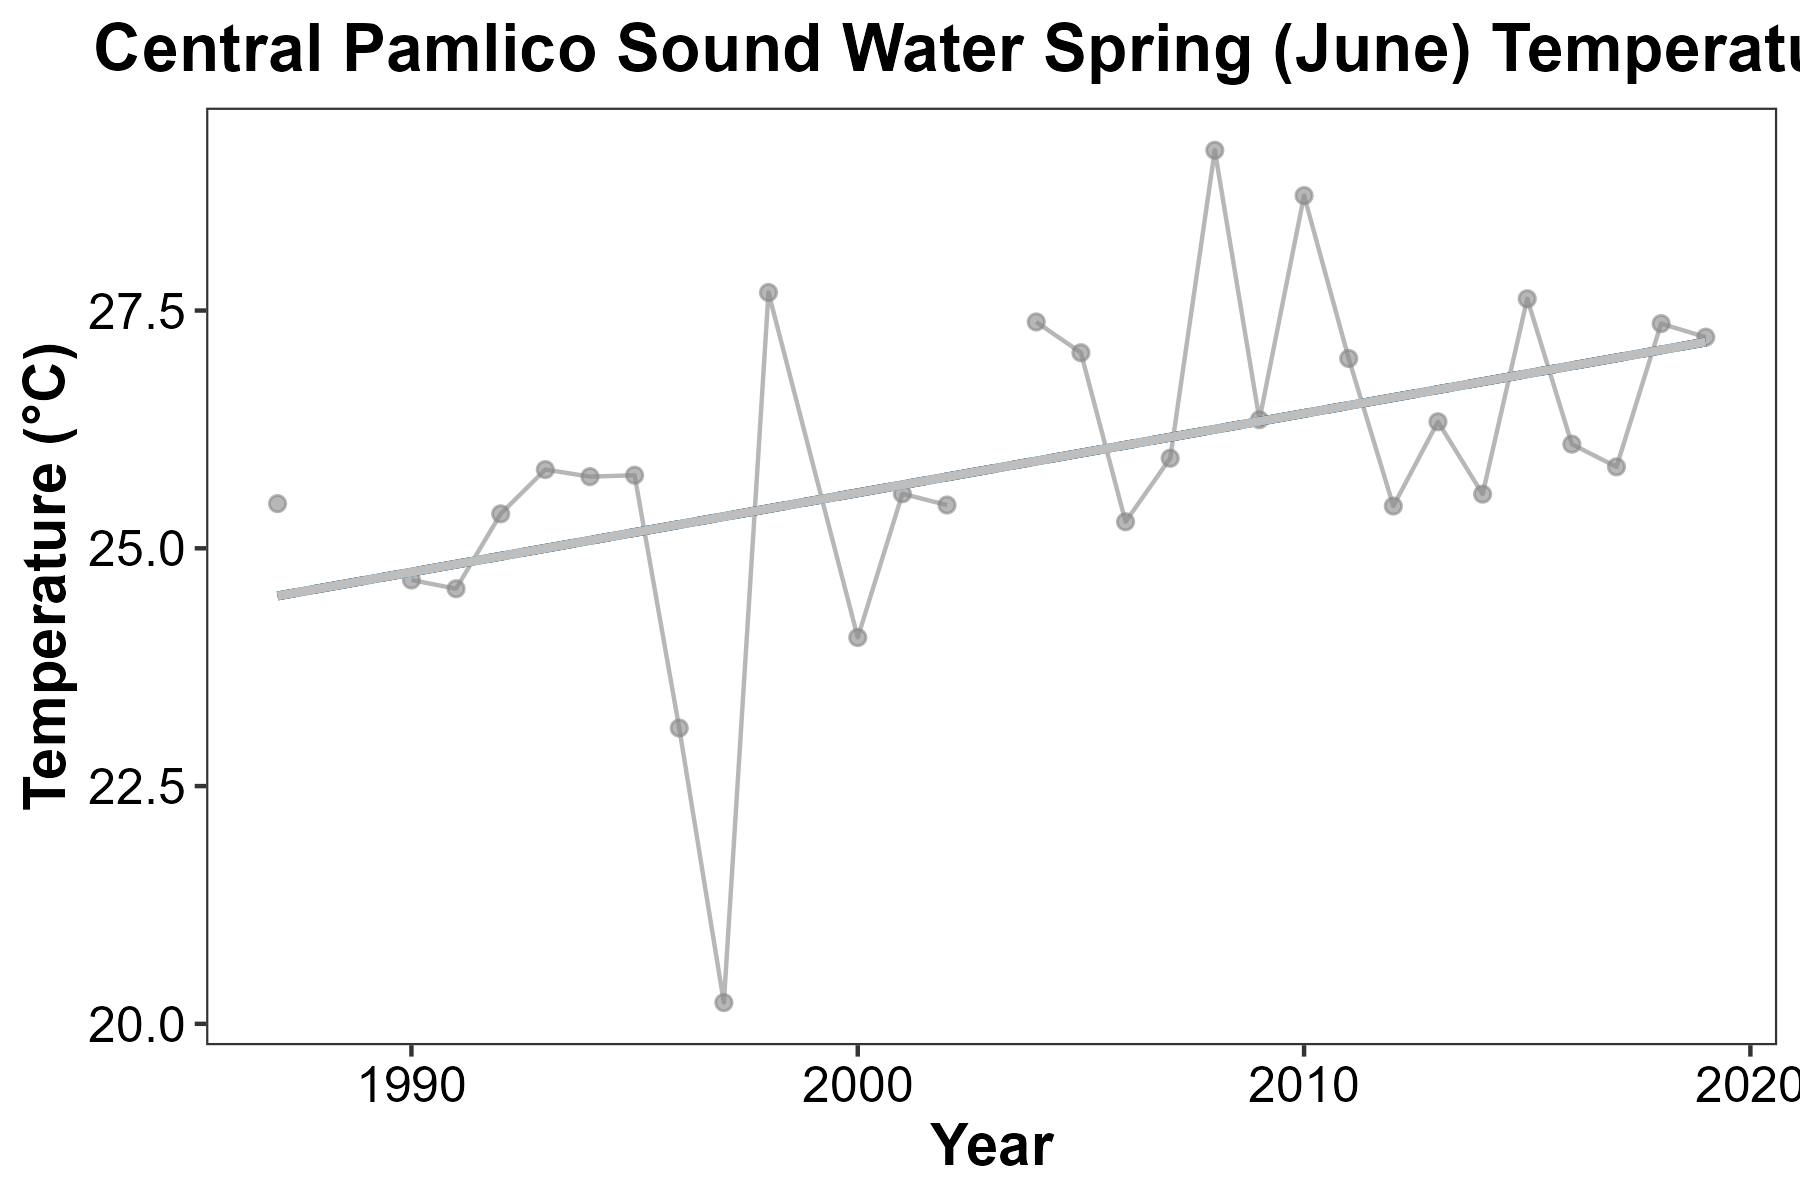 Central Pamlico Sound Water Spring (June) Temperatu
Temperature (°C)
27.5
25.0
22.5
20.0
1990
2000
2010
2020
Year